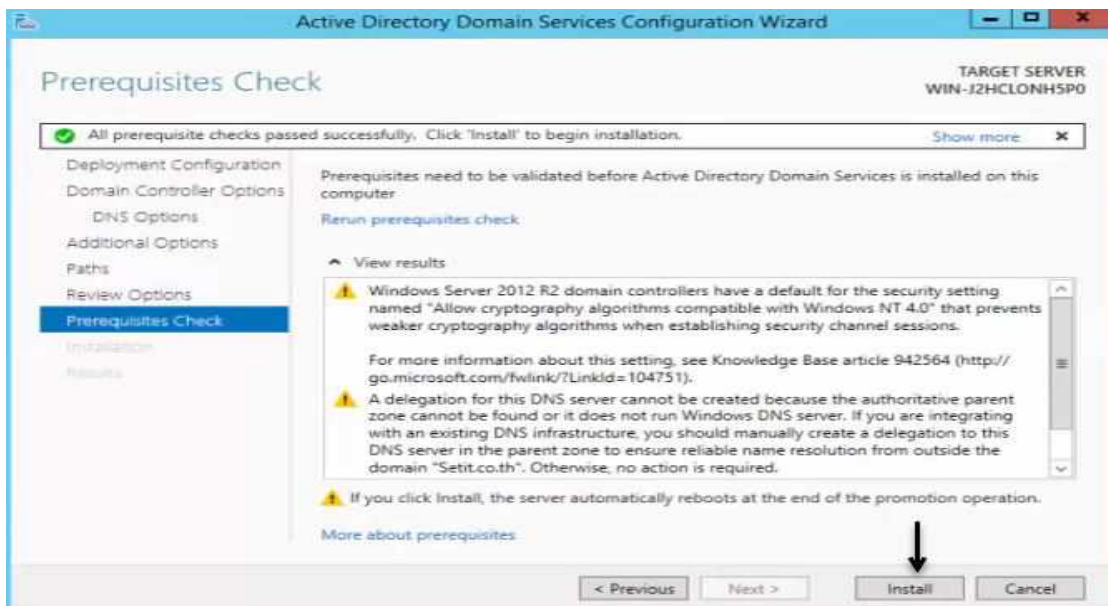 Active Directory Domain Services Configuration Wizard
Prerequisites Check
TARGET SERVER
WIN-J2HCLONH5P0
All prerequisite checks passed successfully. Click 'Install' to begin installation.
Show more
Deployment Configuration
Domain Controller Options
DNS Options
Additional Options
Paths
Review Options
Prerequisites Check
Installation
Results
Prerequisites need to be validated before Active Directory Domain Services is installed on this
computer
Rerun prerequisites check
View results
Windows Server 2012 R2 domain controllers have a default for the security setting
named "Allow cryptography algorithms compatible with Windows NT 4.0" that prevents
weaker cryptography algorithms when establishing security channel sessions.
For more information about this setting, see Knowledge Base article 942564 (http://
go.microsoft.com/fwlink/?LinkId=104751).
A delegation for this DNS server cannot be created because the authoritative parent
zone cannot be found or it does not run Windows DNS server. If you are integrating
with an existing DNS infrastructure, you should manually create a delegation to this
DNS server in the parent zone to ensure reliable name resolution from outside the
domain "Setit.co.th". Otherwise, no action is required.
If you click Install, the server automatically reboots at the end of the promotion operation.
More about prerequisites
< Previous
Next >
Install
Cancel